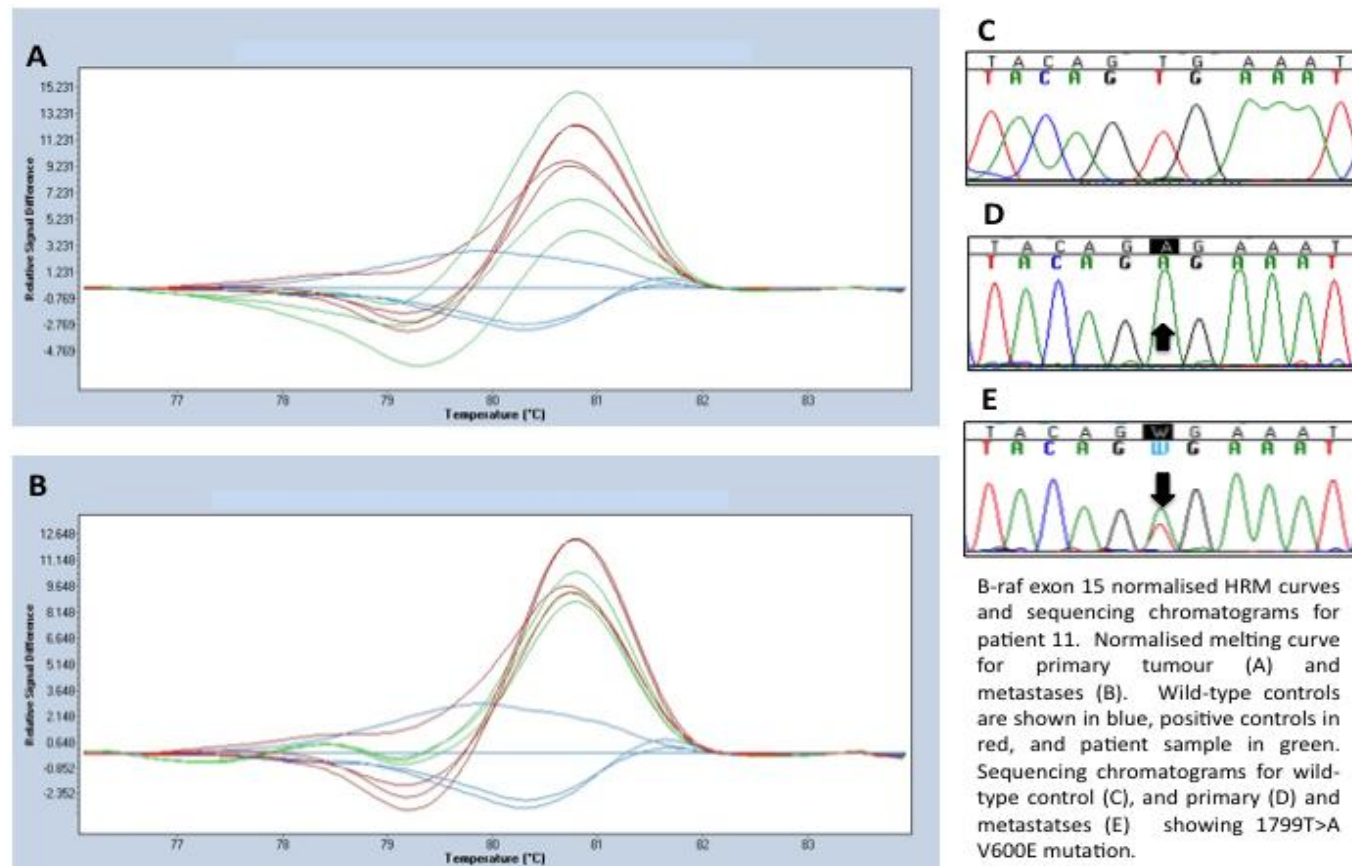 A
Relative Signal Difference
15.231
13.231
11.231
9.231
7.231
5.231
3.231
1.231
-0.769
-2.769
-4.769
77 78 79 80 81 82 83
Temperature (°C)
B
Relative Signal Difference
12.648
11.148
9.648
8.148
6.648
5.148
3.648
2.148
0.648
-0.852
-2.352
77 78 79 80 81 82 83
Temperature (°C)
C
T A C A G T G A A A T
T A C A G T G A A A T
D
T A C A G A G A A A T
T A C A G A G A A A T
E
T A C A G W G A A A T
T A C A G W G A A A T
B-raf exon 15 normalised HRM curves
and sequencing chromatograms for
patient 11. Normalised melting curve
for primary tumour (A) and
metastases (B). Wild-type controls
are shown in blue, positive controls in
red, and patient sample in green.
Sequencing chromatograms for wild-
type control (C), and primary (D) and
metastatses (E) showing 1799T>A
V600E mutation.